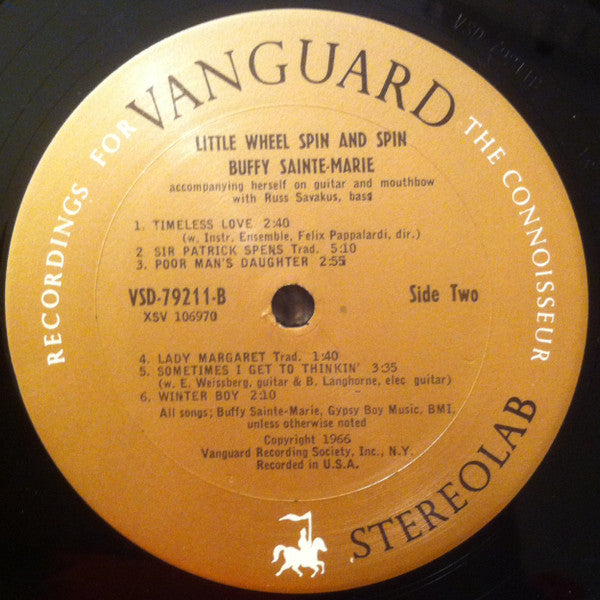 RECORDINGS FOR VANGUARD THE CONNOISSEUR
LITTLE WHEEL SPIN AND SPIN
BUFFY SAINTE-MARIE
accompanying herself on guitar and mouthbow
with Russ Savakus, bass
1. TIMELESS LOVE 2:40
(w. Instr. Ensemble, Felix Pappalardi, dir.)
2. SIR PATRICK SPENS Trad. 5:10
3. POOR MAN'S DAUGHTER 2:55
VSD-79211-B Side Two
XSV 106970
4. LADY MARGARET Trad. 1:40
5. SOMETIMES I GET TO THINKIN' 3:35
(w. E. Weissberg, guitar & B. Langhorne, elec guitar)
6. WINTER BOY 2:10
All songs; Buffy Sainte-Marie, Gypsy Boy Music, BMI,
unless otherwise noted
Copyright 1966
Vanguard Recording Society, Inc., N.Y.
Recorded in U.S.A.
STEREOLAB